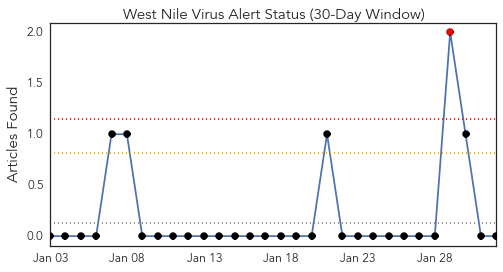 West Nile Virus Alert Status (30-Day Window)
2.0
1.5
1.0
0.5
0.0
Articles Found
Jan 03 Jan 08 Jan 13 Jan 18 Jan 23 Jan 28